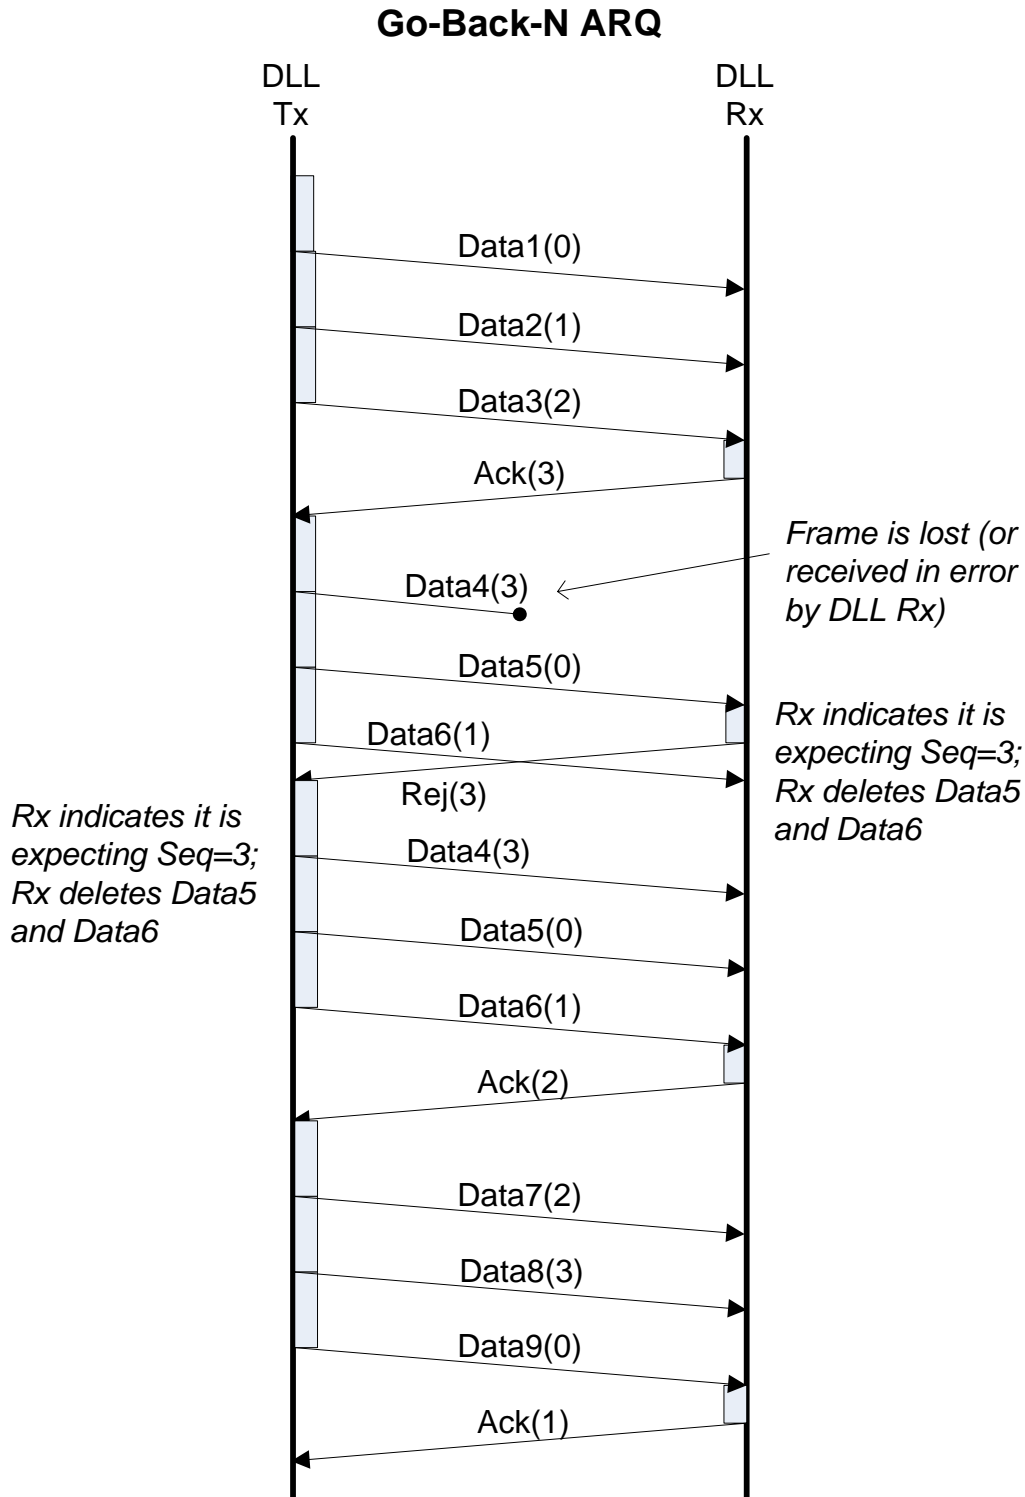 Go-Back-N ARQ
DLL
Tx
DLL
Rx
Data1(0)
Data2(1)
Data3(2)
Ack(3)
Frame is lost (or
received in error
by DLL Rx)
Data4(3)
Data5(0)
Rx indicates it is
expecting Seq=3;
Rx deletes Data5
and Data6
Data6(1)
Rej(3)
Rx indicates it is
expecting Seq=3;
Rx deletes Data5
and Data6
Data4(3)
Data5(0)
Data6(1)
Ack(2)
Data7(2)
Data8(3)
Data9(0)
Ack(1)